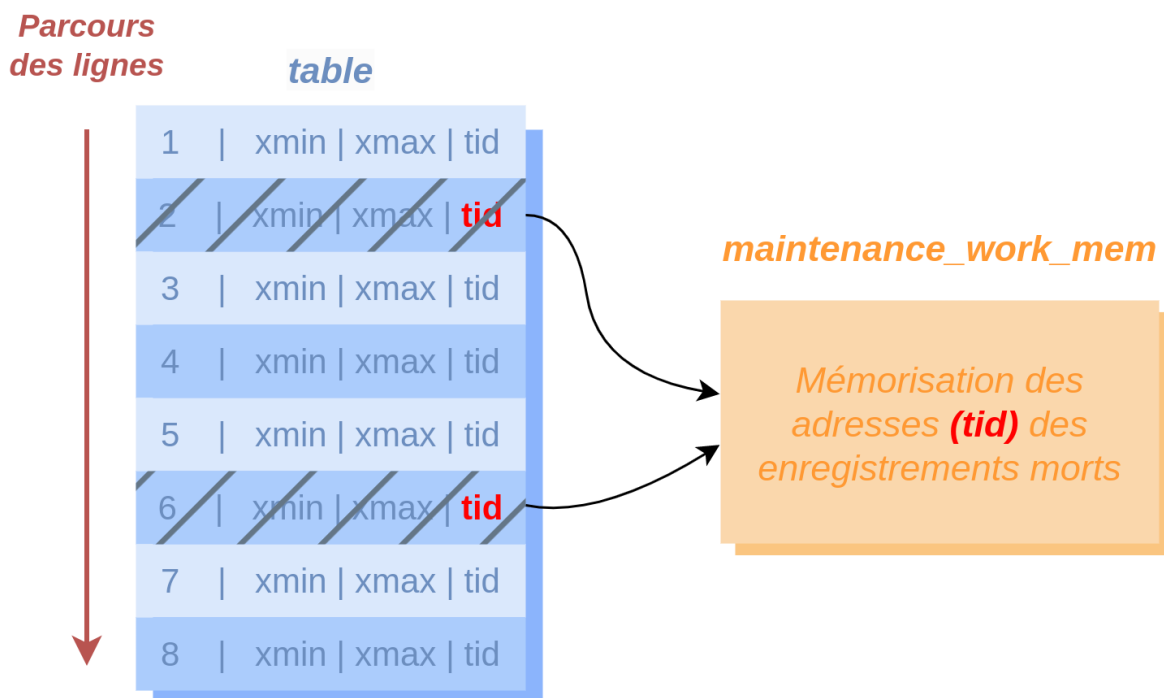 Parcours
des lignes
table
1 | xmin | xmax | tid
2 | xmin | xmax | tid
3 | xmin | xmax | tid
4 | xmin | xmax | tid
5 | xmin | xmax | tid
6 | xmin | xmax | tid
7 | xmin | xmax | tid
8 | xmin | xmax | tid
maintenance_work_mem
Mémorisation des
adresses (tid) des
enregistrements morts